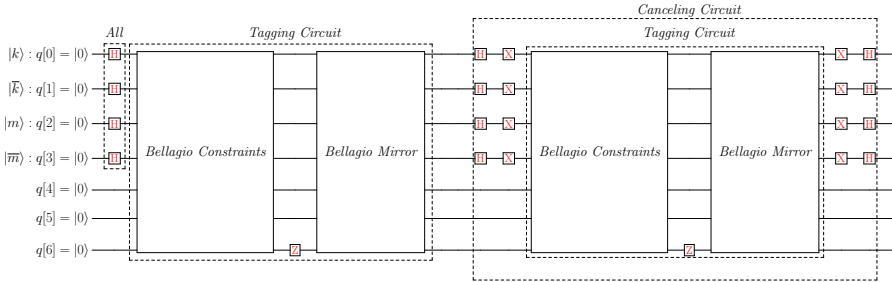 Canceling Circuit
All Tagging Circuit Tagging Circuit
|k⟩ : q[0] = |0⟩ H H X X H
|k̅⟩ : q[1] = |0⟩ H H X X H
|m⟩ : q[2] = |0⟩ H H X X H
|m̅⟩ : q[3] = |0⟩ H H X X H
Bellagio Constraints Bellagio Mirror Bellagio Constraints Bellagio Mirror
q[4] = |0⟩
q[5] = |0⟩
q[6] = |0⟩ Z Z